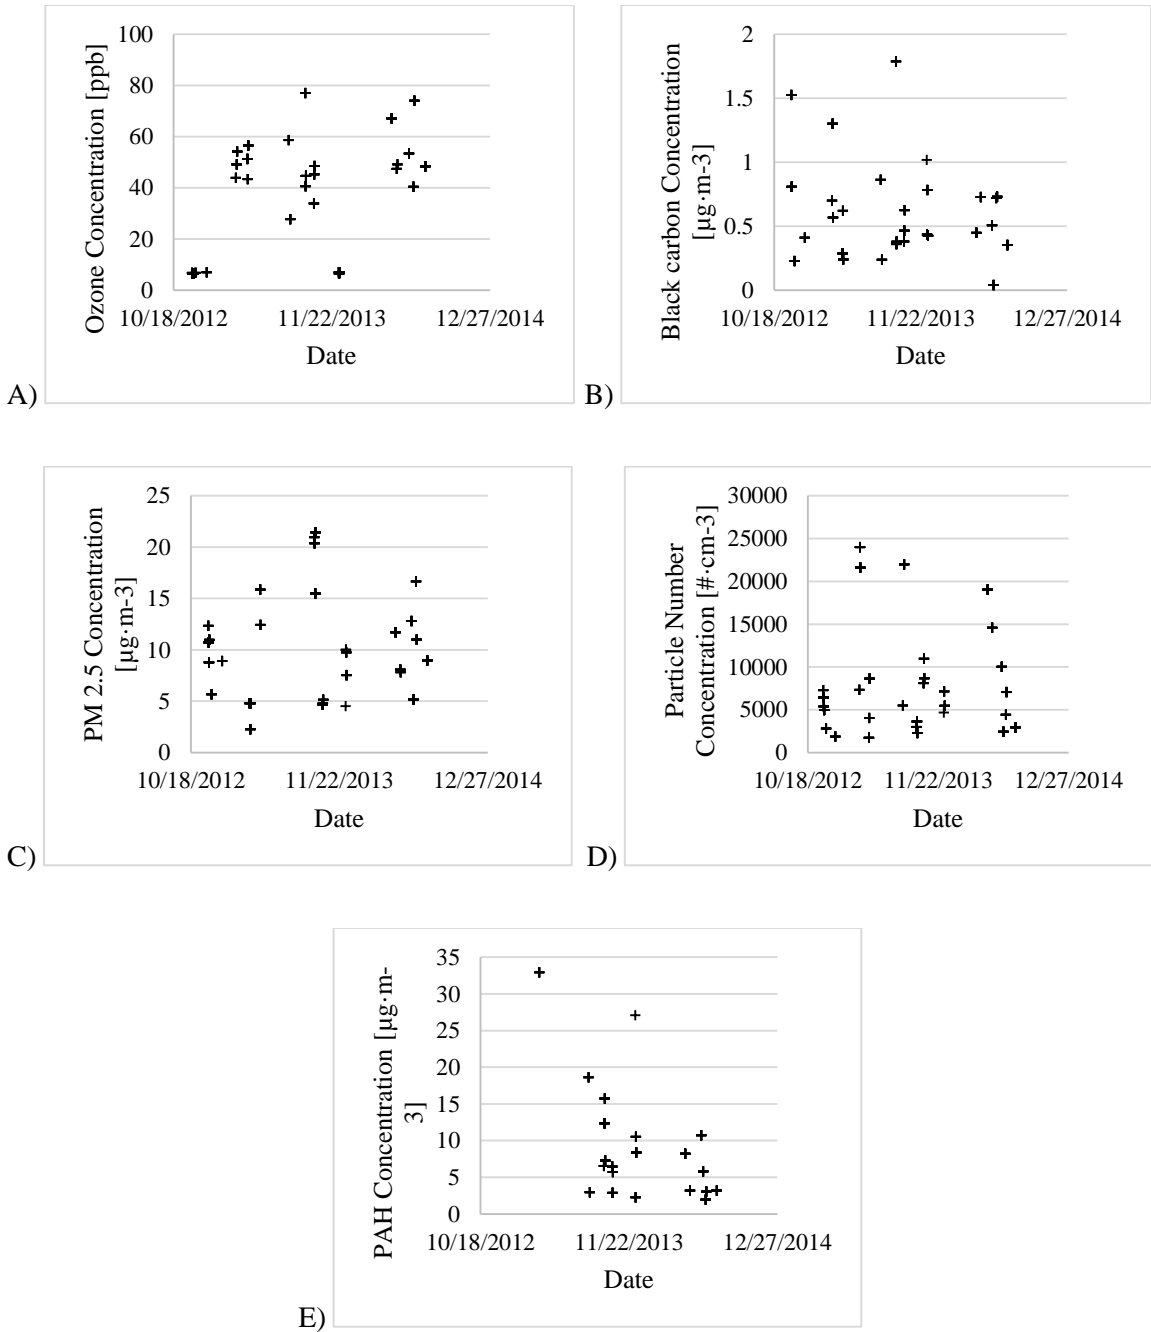 100
80
60
40
20
0
Ozone Concentration [ppb]
10/18/2012 11/22/2013 12/27/2014
Date
A)
2
1.5
1
0.5
0
Black carbon Concentration
[µg·m-3]
10/18/2012 11/22/2013 12/27/2014
Date
B)
25
20
15
10
5
0
PM 2.5 Concentration
[µg·m-3]
10/18/2012 11/22/2013 12/27/2014
Date
C)
30000
25000
20000
15000
10000
5000
0
Particle Number
Concentration [#·cm-3]
10/18/2012 11/22/2013 12/27/2014
Date
D)
35
30
25
20
15
10
5
0
PAH Concentration [µg·m-
3]
10/18/2012 11/22/2013 12/27/2014
Date
E)